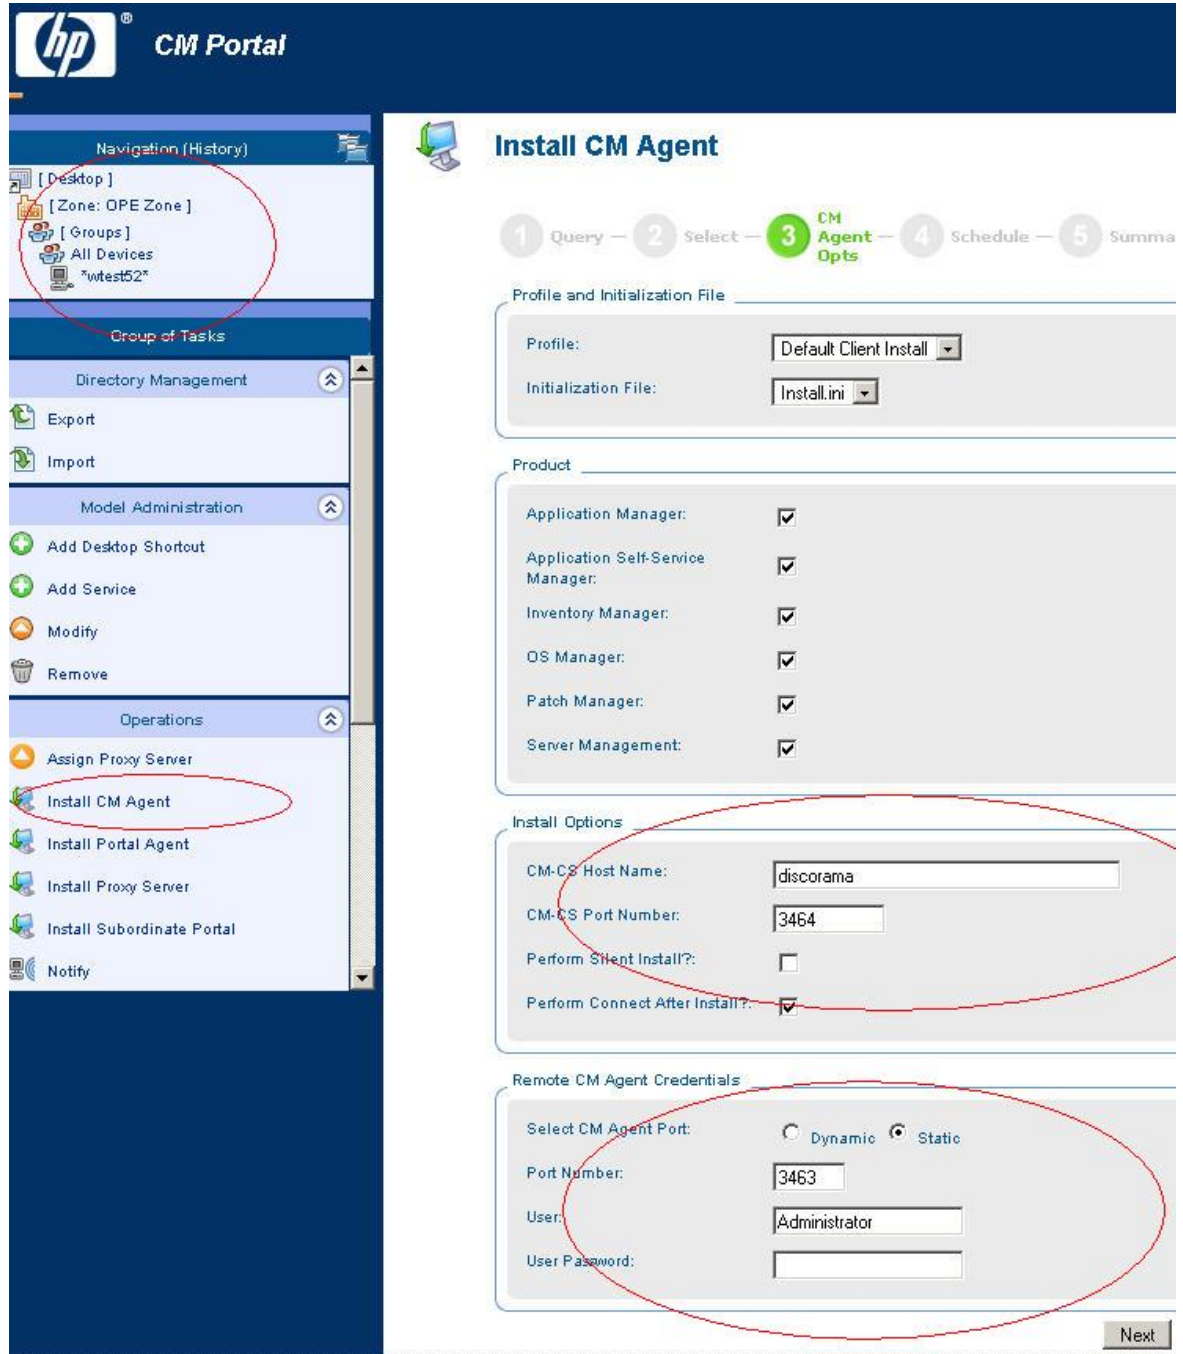 hp
®
CM Portal
Navigation (History)
[ Desktop ]
[ Zone: OPE Zone ]
[ Groups ]
All Devices
"wtest52"
Group of Tasks
Directory Management
Export
Import
Model Administration
Add Desktop Shortcut
Add Service
Modify
Remove
Operations
Assign Proxy Server
Install CM Agent
Install Portal Agent
Install Proxy Server
Install Subordinate Portal
Notify
Install CM Agent
1 Query — 2 Select — 3 CM Agent Opts — 4 Schedule — 5 Summa
Profile and Initialization File
Profile: Default Client Install
Initialization File: Install.ini
Product
Application Manager:
Application Self-Service
Manager:
Inventory Manager:
OS Manager:
Patch Manager:
Server Management:
Install Options
CM-CS Host Name: discorama
CM-CS Port Number: 3464
Perform Silent Install?:
Perform Connect After Install?:
Remote CM Agent Credentials
Select CM Agent Port: Dynamic Static
Port Number: 3463
User: Administrator
User Password:
Next